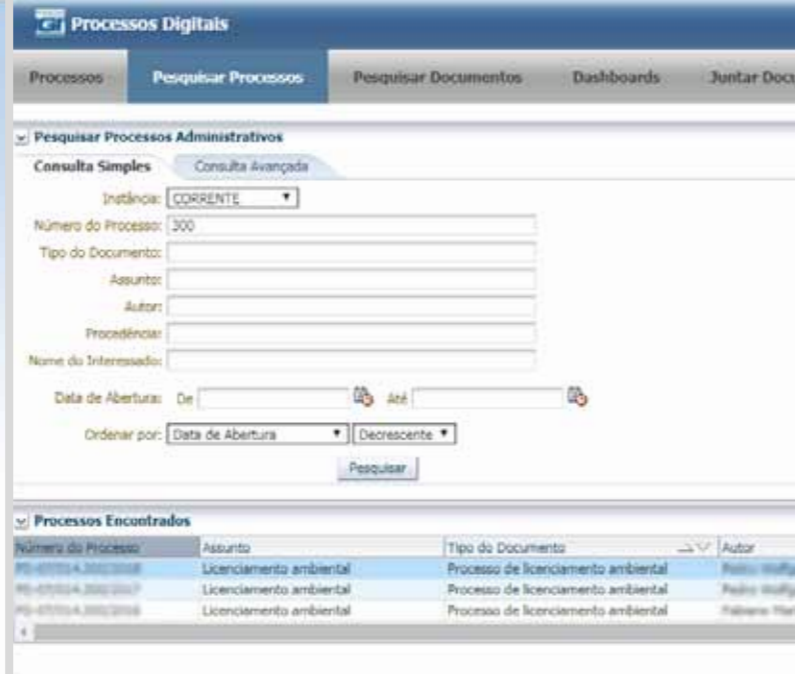 Processos Digitais
Processos Pesquisar Processos Pesquisar Documentos Dashboards Juntar Docu
Pesquisar Processos Administrativos
Consulta Simples Consulta Avançada
Instância: CORRENTE
Número do Processo: 300
Tipo do Documento:
Assunto:
Autor:
Procedência:
Nome do Interessado:
Data de Abertura: De Até
Ordenar por: Data de Abertura Decrescente
Pesquisar
Processos Encontrados
Número do Processo Assunto Tipo do Documento Autor
Licenciamento ambiental Processo de licenciamento ambiental
Licenciamento ambiental Processo de licenciamento ambiental
Licenciamento ambiental Processo de licenciamento ambiental